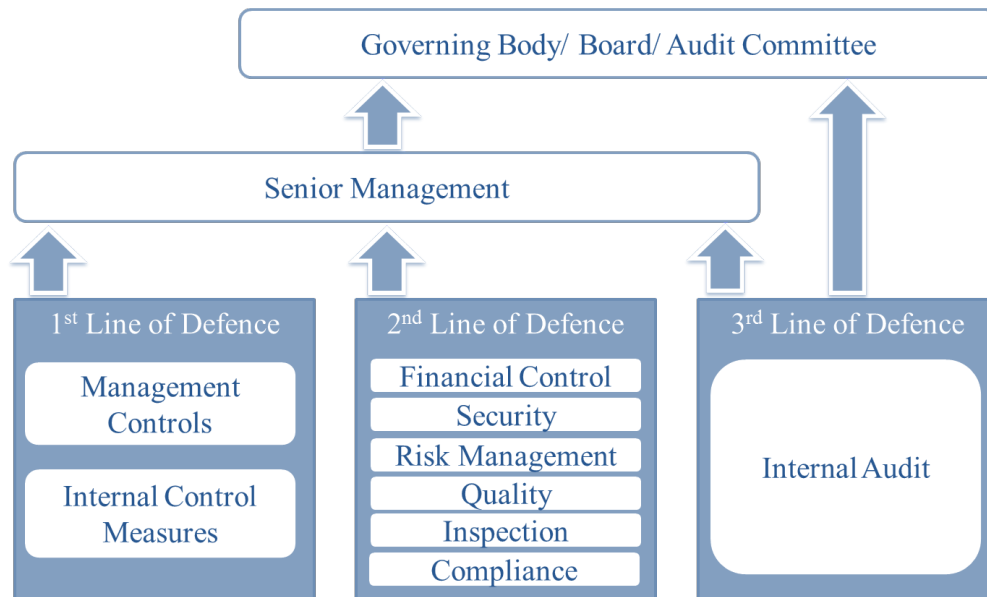 Governing Body/ Board/ Audit Committee
Senior Management
1st Line of Defence
Management
Controls
Internal Control
Measures
2nd Line of Defence
Financial Control
Security
Risk Management
Quality
Inspection
Compliance
3rd Line of Defence
Internal Audit